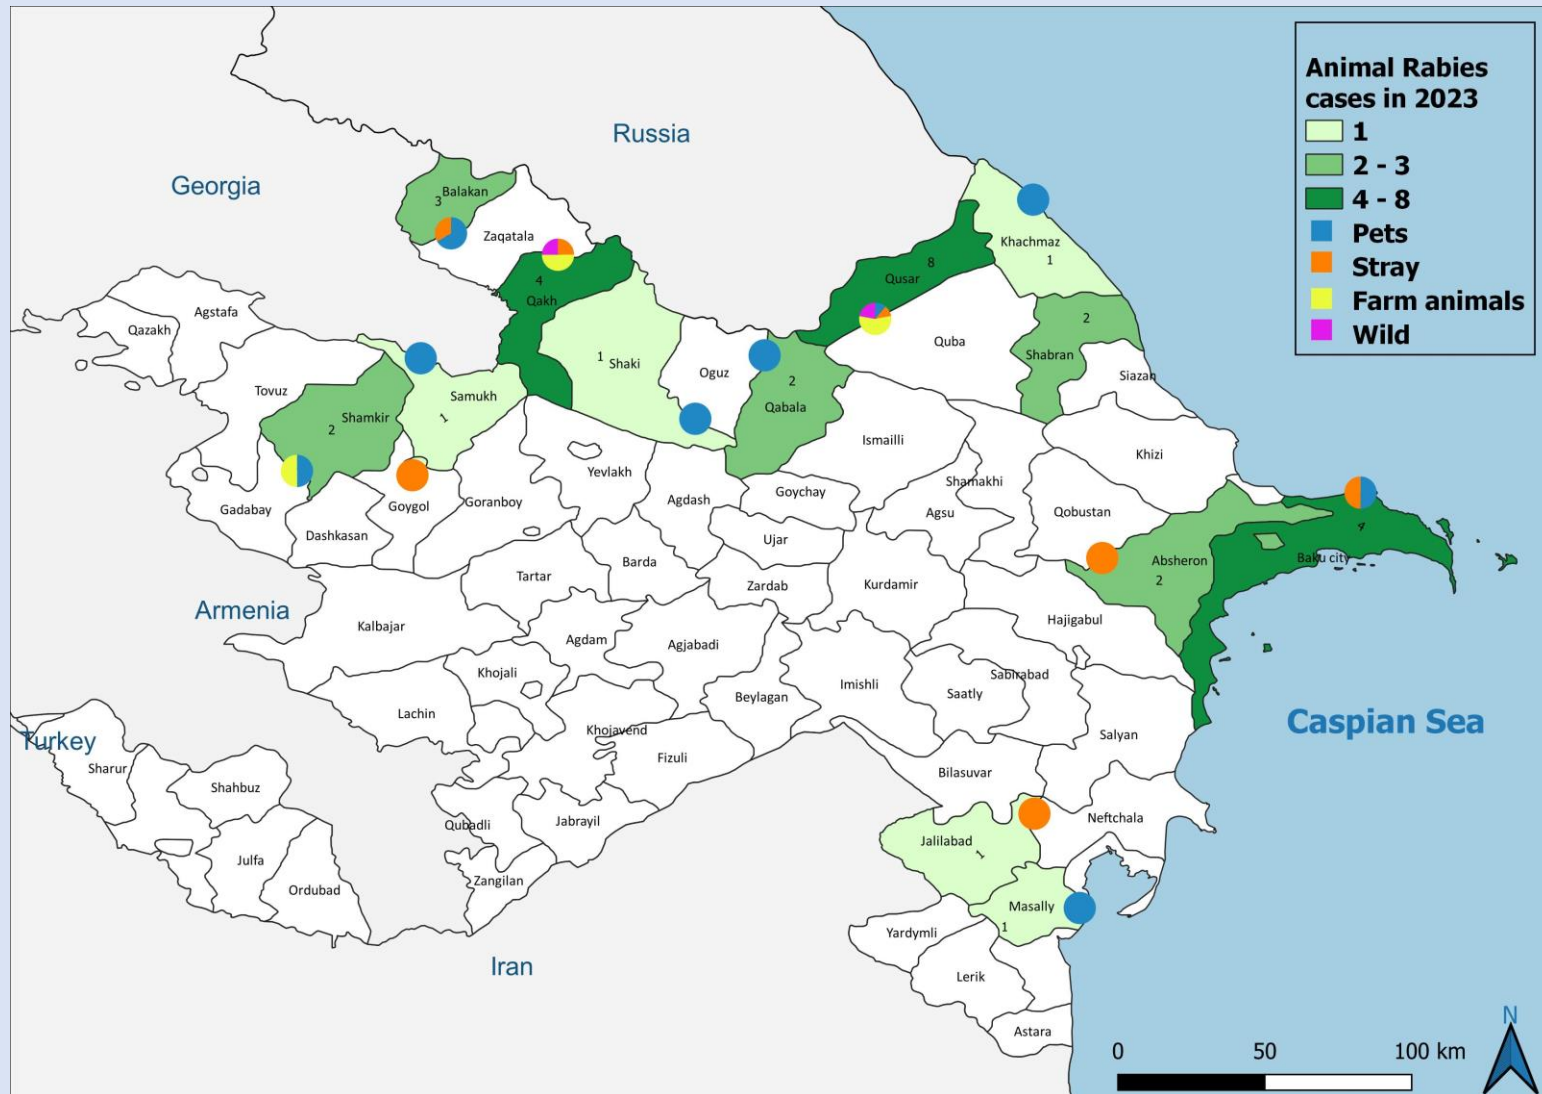 Animal Rabies
cases in 2023
1
2 - 3
4 - 8
Pets
Stray
Farm animals
Wild
Russia
Georgia
Balakan
3
Zaqatala
4
Qakh
Khachmaz
1
8
Qusar
Agstafa
Qazakh
Quba
2
Shabran
Siazan
1
Shaki
Oguz
2
Qabala
Tovuz
Samukh
1
Shamkir
2
Ismailli
Khizi
Yevlakh
Shamakhi
Agdash
Goychay
Goranboy
Goygol
Gadabay
Agsu
Qobustan
4
Dashkasan
Ujar
Baku city
Absheron
2
Barda
Tartar
Zardab
Kurdamir
Armenia
Kalbajar
Hajigabul
Agdam
Agjabadi
Khojali
Sabirabad
Imishli
Saatly
Beylagan
Lachin
Caspian Sea
Khojavend
Salyan
Turkey
Fizuli
Sharur
Bilasuvar
Shahbuz
Jabrayil
Qubadli
Neftchala
Jalilabad
1
Julfa
Zangilan
Ordubad
Masally
1
Yardymli
Iran
Lerik
Astara
N
0 50 100 km